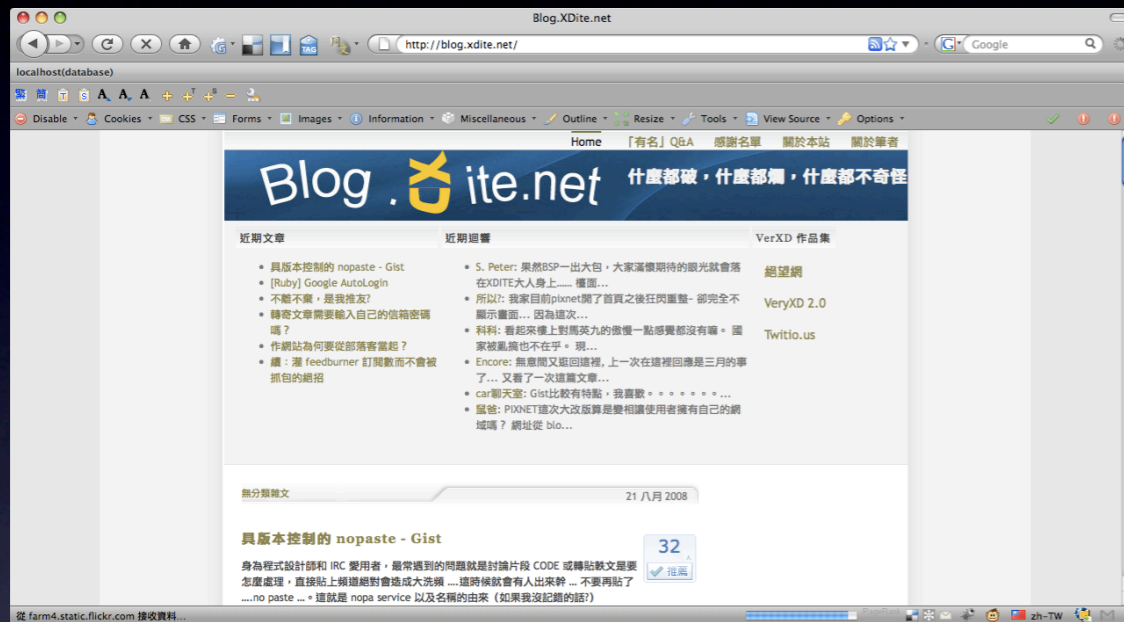 Blog.XDite.net
http://blog.xdite.net/
Google
localhost(database)
繁 簡 T S A A A
Disable Cookies CSS Forms Images Information Miscellaneous Outline Resize Tools View Source Options
Home 「有名」Q&A 感謝名單 關於本站 關於筆者
Blog.XDite.net 什麼都破,什麼都爛,什麼都不奇怪
近期文章
具版本控制的 nopaste - Gist
[Ruby] Google AutoLogin
不離不棄,是我推友?
轉寄文章需要輸入自己的信箱密碼
嗎?
作網站為何要從部落客當起?
續:灌 feedburner 訂閱數而不會被
抓包的絕招
近期迴響
S. Peter: 果然BSP一出大包,大家滿懷期待的眼光就會落
在XDITE大人身上...... 檯面...
所以?: 我家目前pixnet開了首頁之後狂閃重整- 卻完全不
顯示畫面... 因為這次...
科科: 看起來樓上對馬英九的傲慢一點感覺都沒有嘛。 國
家被亂搞也不在乎。 現...
Encore: 無意間又逛回這裡, 上一次在這裡回應是三月的事
了... 又看了一次這篇文章...
car聊天室: Gist比較有特點,我喜歡。。。。。。。...
鼠爸: PIXNET這次大改版算是變相讓使用者擁有自己的網
域嗎? 網址從 blo...
VerXD 作品集
絕望網
VeryXD 2.0
Twitio.us
無分類雜文
21 八月 2008
具版本控制的 nopaste - Gist
32
推薦
身為程式設計師和 IRC 愛用者,最常遇到的問題就是討論片段 CODE 或轉貼軼文是要
怎麼處理,直接貼上頻道絕對會造成大洗頻 ....這時候就會有人出來幹 ... 不要再貼了
....no paste ...。這就是 nopa service 以及名稱的由來(如果我沒記錯的話?)
從 farm4.static.flickr.com 接收資料...
PageRank
zh-TW